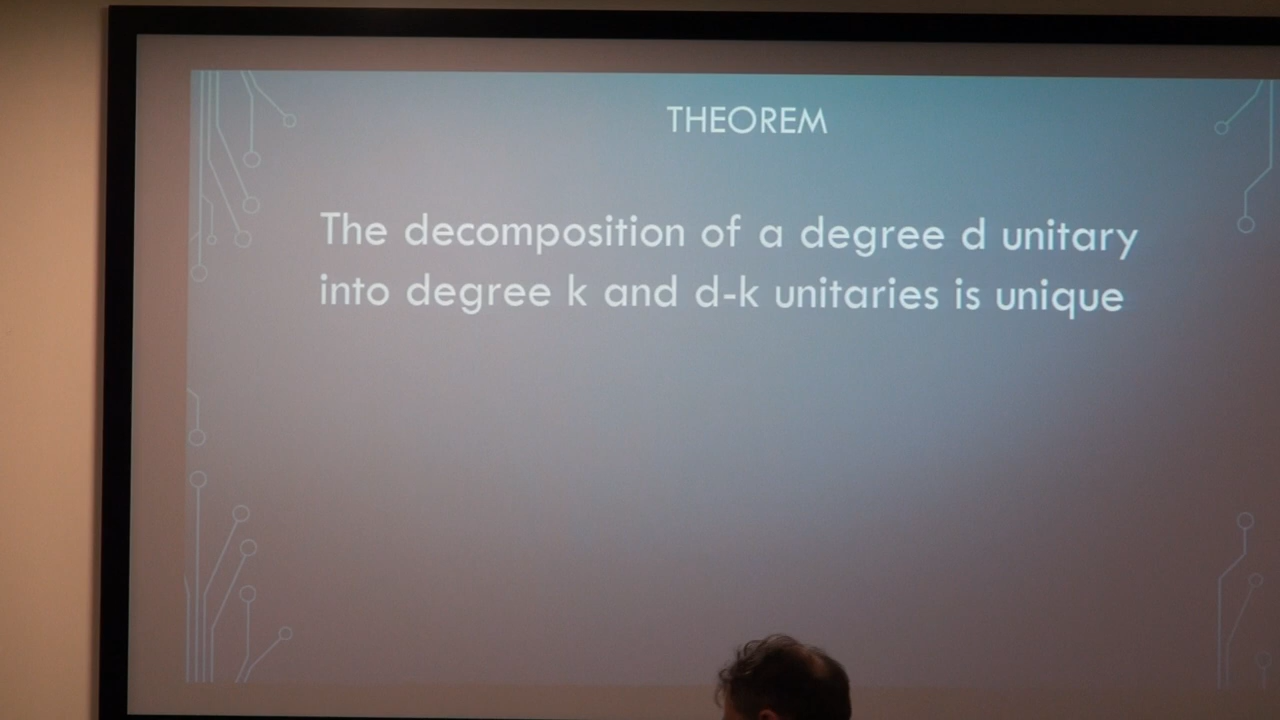 THEOREM
The decomposition of a degree d unitary
into degree k and d-k unitaries is unique